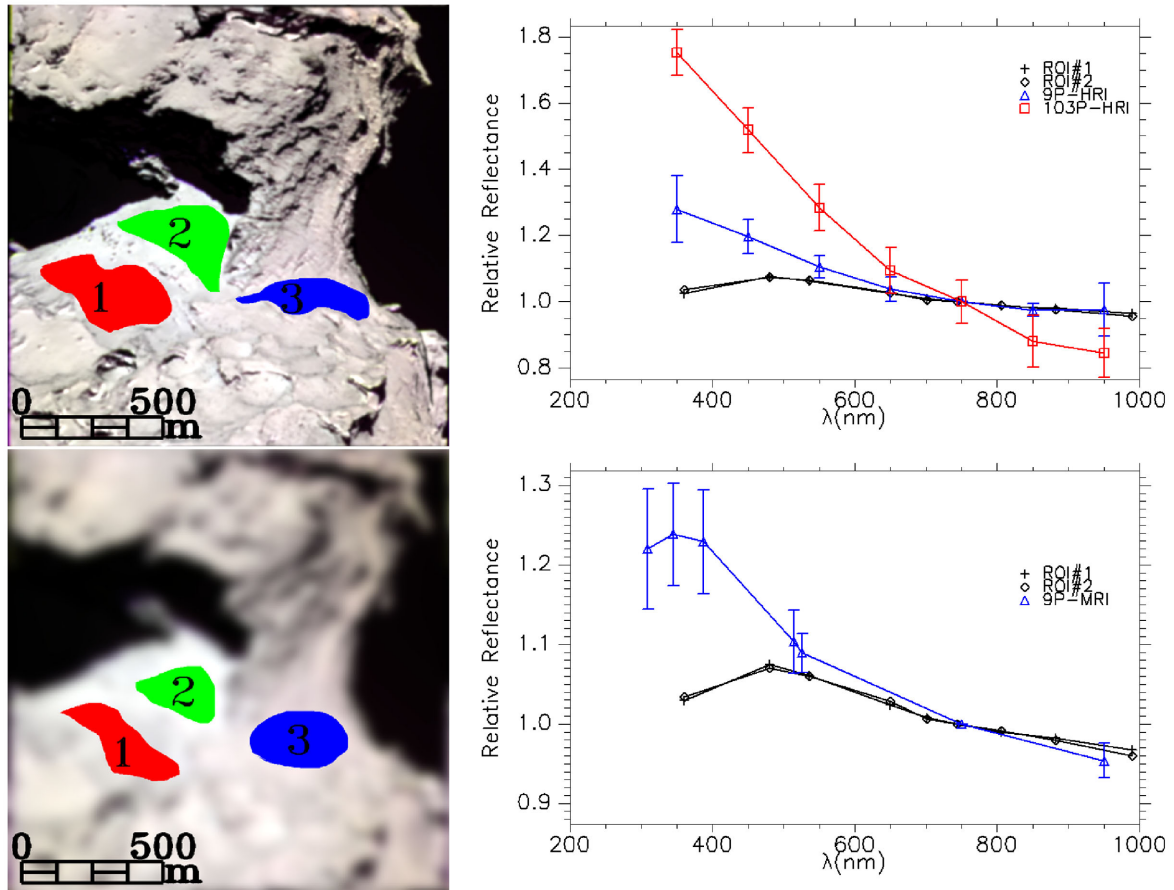 2
1
3
0 500
m
1.8
1.6
1.4
1.2
1.0
0.8
Relative Reflectance
200 400 600 800 1000
λ(nm)
ROI#1
ROI#2
9P-HRI
103P-HRI
2
1
3
0 500
m
1.3
1.2
1.1
1.0
0.9
Relative Reflectance
200 400 600 800 1000
λ(nm)
ROI#1
ROI#2
9P-MRI